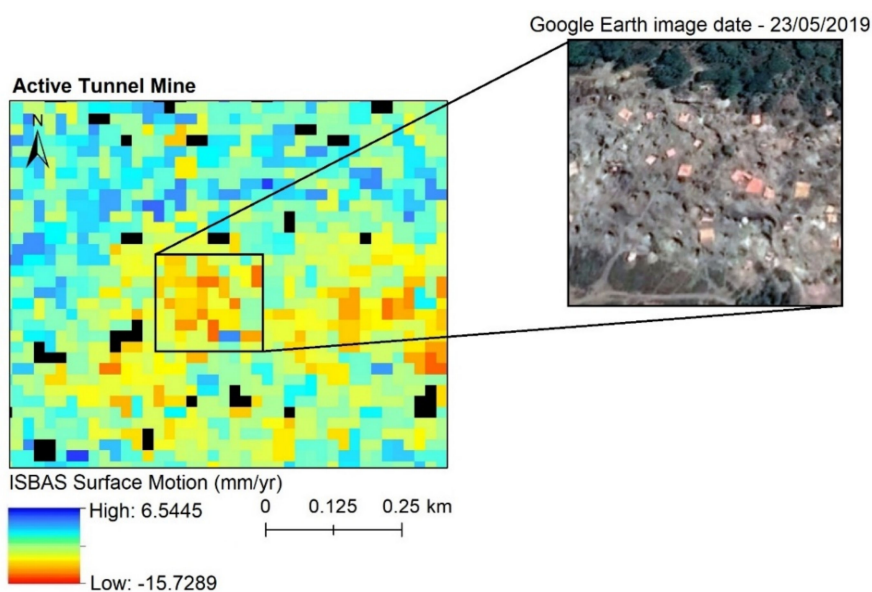 Google Earth image date - 23/05/2019
Active Tunnel Mine
N
ISBAS Surface Motion (mm/yr)
High: 6.5445
Low: -15.7289
0 0.125 0.25 km